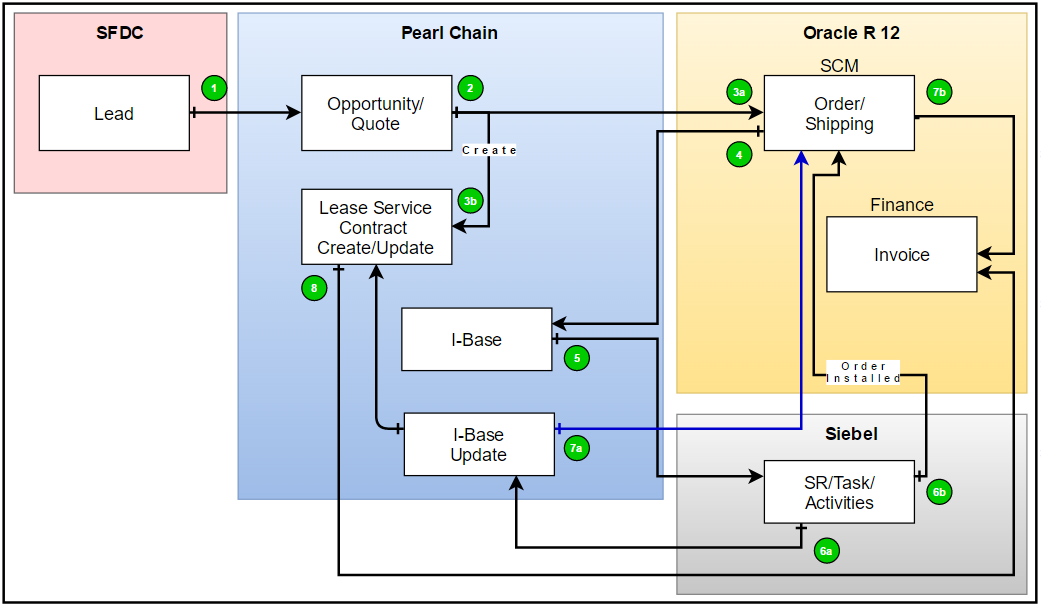 SFDC
Lead
1
Pearl Chain
Opportunity/
Quote
2
Create
Lease Service
Contract
Create/Update
3b
8
I-Base
5
I-Base
Update
7a
Oracle R 12
SCM
Order/
Shipping
3a
7b
4
Finance
Invoice
Order
Installed
Siebel
SR/Task/
Activities
6b
6a